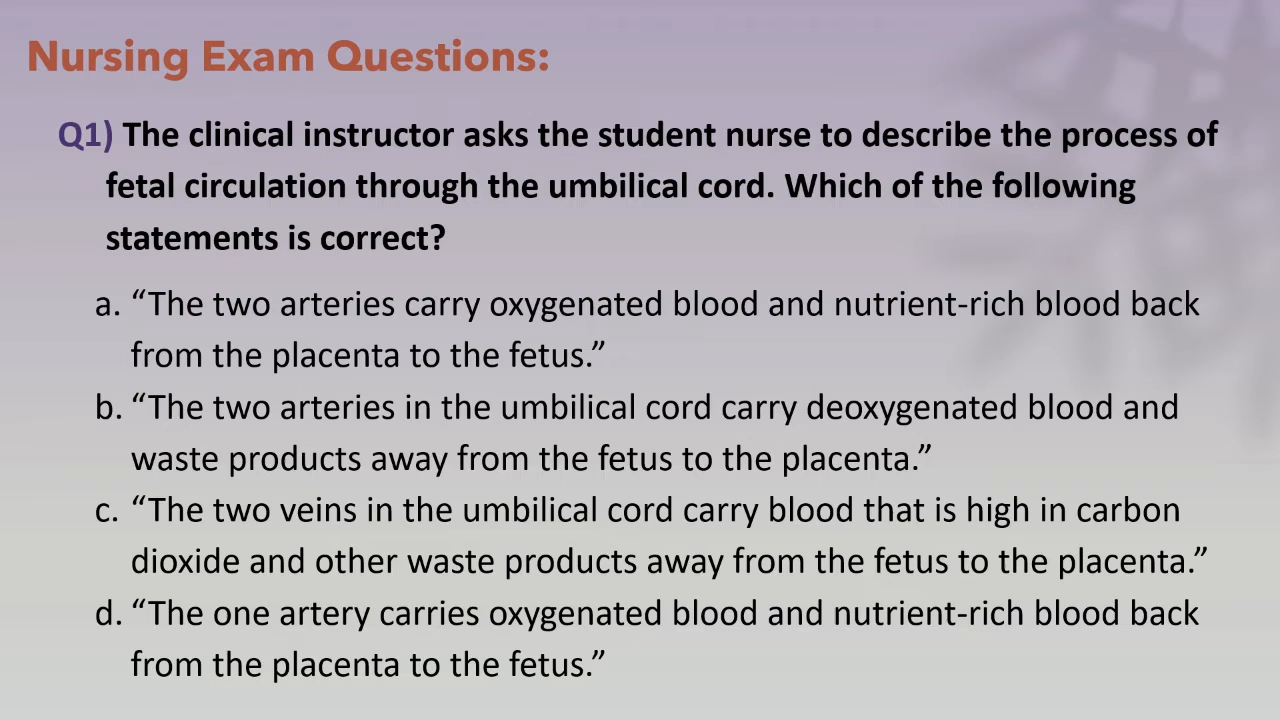 Nursing Exam Questions:
Q1) The clinical instructor asks the student nurse to describe the process of
fetal circulation through the umbilical cord. Which of the following
statements is correct?
a. “The two arteries carry oxygenated blood and nutrient-rich blood back
from the placenta to the fetus.”
b. “The two arteries in the umbilical cord carry deoxygenated blood and
waste products away from the fetus to the placenta.”
c. “The two veins in the umbilical cord carry blood that is high in carbon
dioxide and other waste products away from the fetus to the placenta.”
d. “The one artery carries oxygenated blood and nutrient-rich blood back
from the placenta to the fetus.”